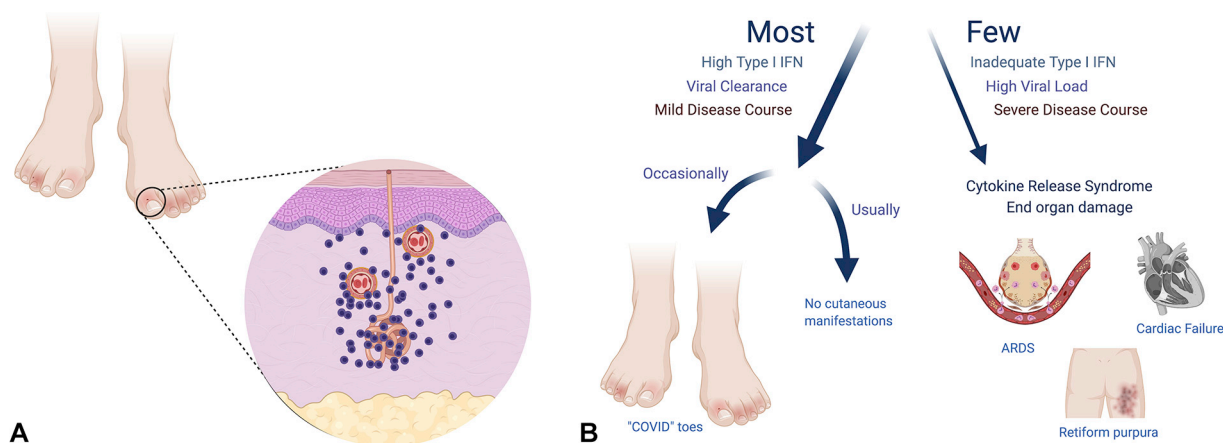 Most
High Type I IFN
Viral Clearance
Mild Disease Course
Few
Inadequate Type I IFN
High Viral Load
Severe Disease Course
Occasionally
Usually
Cytokine Release Syndrome
End organ damage
No cutaneous
manifestations
"COVID" toes
ARDS
Cardiac Failure
Retiform purpura
A
B